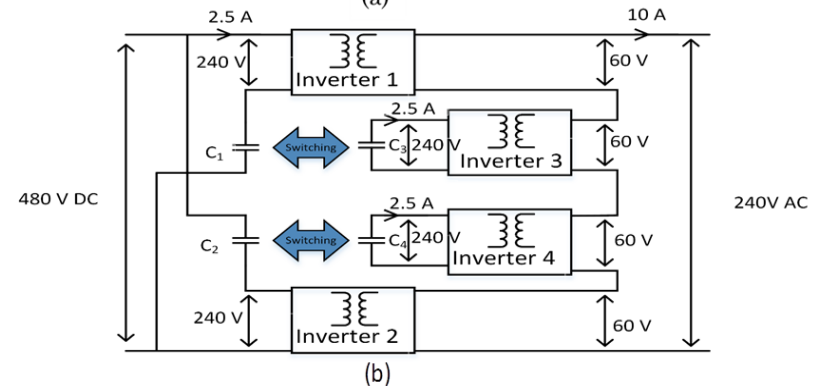 (a)
2.5 A
10 A
240 V
Inverter 1
60 V
2.5 A
C1
Switching
C3
240 V
Inverter 3
60 V
480 V DC
240V AC
2.5 A
C2
Switching
C4
240 V
Inverter 4
60 V
240 V
Inverter 2
60 V
(b)